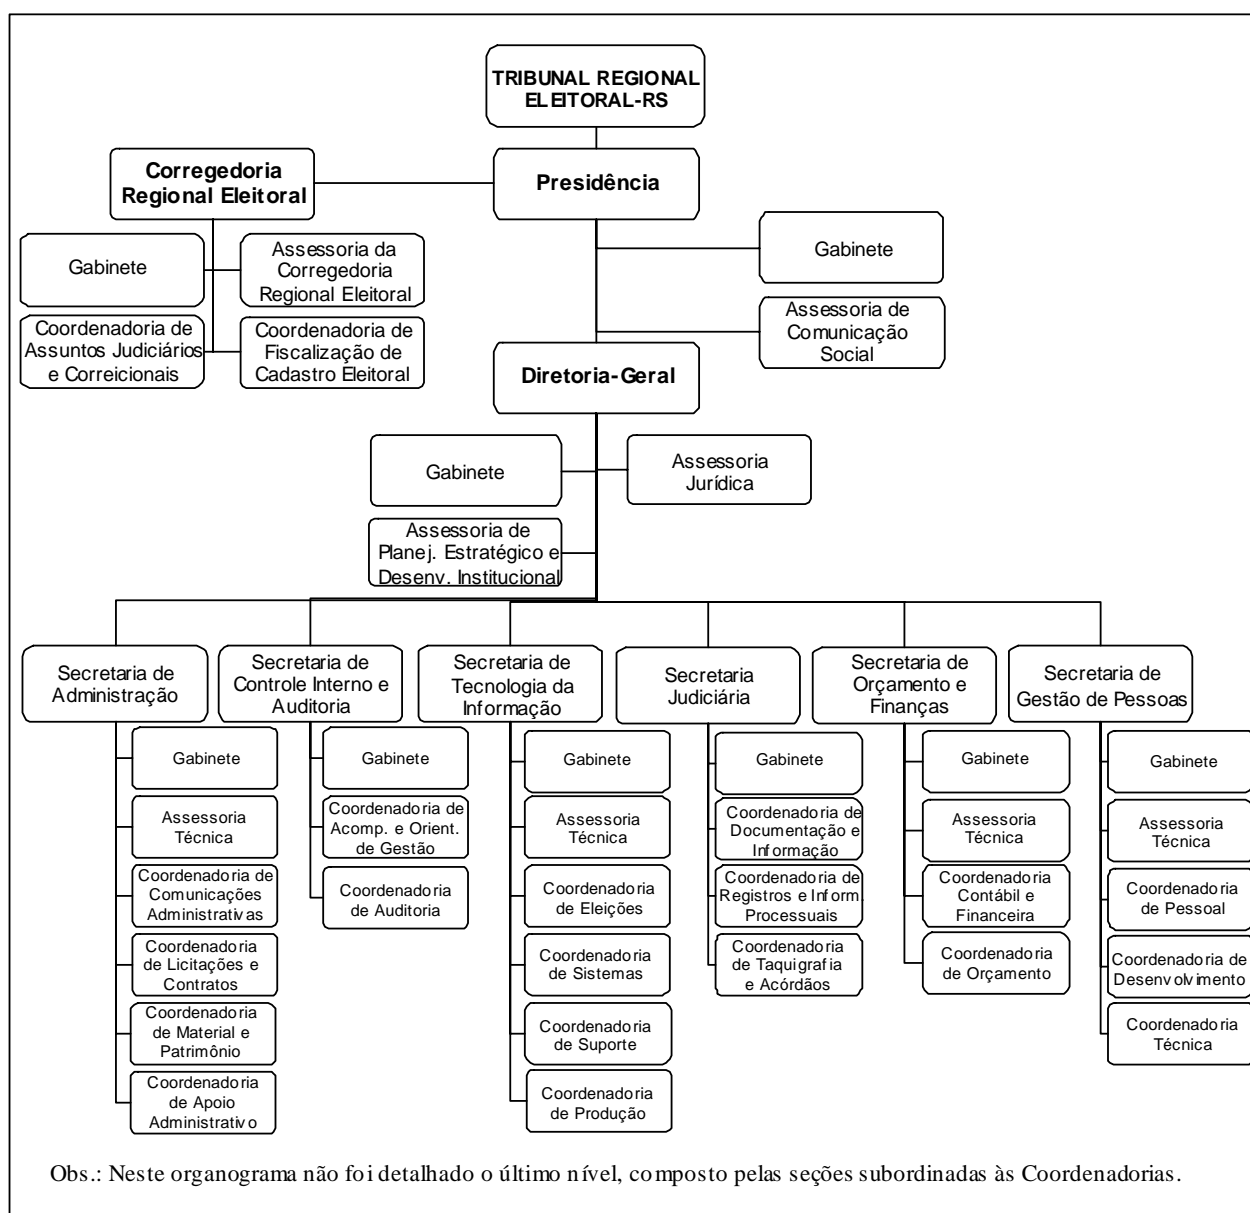 TRIBUNAL REGIONAL
ELEITORAL-RS
Corregedoria
Regional Eleitoral
Presidência
Gabinete
Assessoria da
Corregedoria
Regional Eleitoral
Coordenadoria de
Assuntos Judiciários
e Correicionais
Coordenadoria de
Fiscalização de
Cadastro Eleitoral
Gabinete
Assessoria de
Comunicação
Social
Diretoria-Geral
Gabinete
Assessoria
Jurídica
Assessoria de
Planej. Estratégico e
Desenv. Institucional
Secretaria de
Administração
Secretaria de
Controle Interno e
Auditoria
Secretaria de
Tecnologia da
Informação
Secretaria
Judiciária
Secretaria de
Orçamento e
Finanças
Secretaria de
Gestão de Pessoas
Gabinete
Assessoria
Técnica
Coordenadoria de
Comunicações
Administrativas
Coordenadoria
de Licitações e
Contratos
Coordenadoria
de Material e
Patrimônio
Coordenadoria
de Apoio
Administrativo
Gabinete
Coordenadoria de
Acomp. e Orient.
de Gestão
Coordenadoria
de Auditoria
Gabinete
Assessoria
Técnica
Coordenadoria
de Eleições
Coordenadoria
de Sistemas
Coordenadoria
de Suporte
Coordenadoria
de Produção
Gabinete
Coordenadoria de
Documentação e
Informação
Coordenadoria de
Registros e Inform.
Processuais
Coordenadoria
de Taquigrafia
e Acórdãos
Gabinete
Assessoria
Técnica
Coordenadoria
Contábil e
Financeira
Coordenadoria
de Orçamento
Gabinete
Assessoria
Técnica
Coordenadoria
de Pessoal
Coordenadoria de
Desenvolvimento
Coordenadoria
Técnica
Obs.: Neste organograma não foi detalhado o último nível, composto pelas seções subordinadas às Coordenadorias.